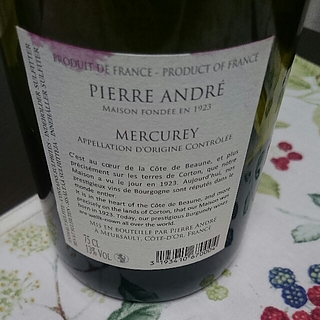 PRODUIT DE FRANCE - PRODUCT OF FRANCE
PIERRE ANDRÉ
MAISON FONDÉE EN 1923
MERCUREY
APPELLATION D'ORIGINE CONTRÔLÉE
C'est au cœur de la Côte de Beaune, et plus
précisément sur les terres de Corton, que notre
Maison a vu le jour en 1923. Aujourd'hui, nos
prestigieux vins de Bourgogne sont réputés dans le
monde entier
It is in the heart of the Côte de Beaune, and more
precisely on the lands of Corton, that our Maison was
born in 1923. Today, our prestigious Burgundy wines
are well-known all over the world.
MIS EN BOUTEILLE PAR PIERRE ANDRÉ
A MEURSAULT, CÔTE-D'OR, FRANCE
75 CL
13% VOL